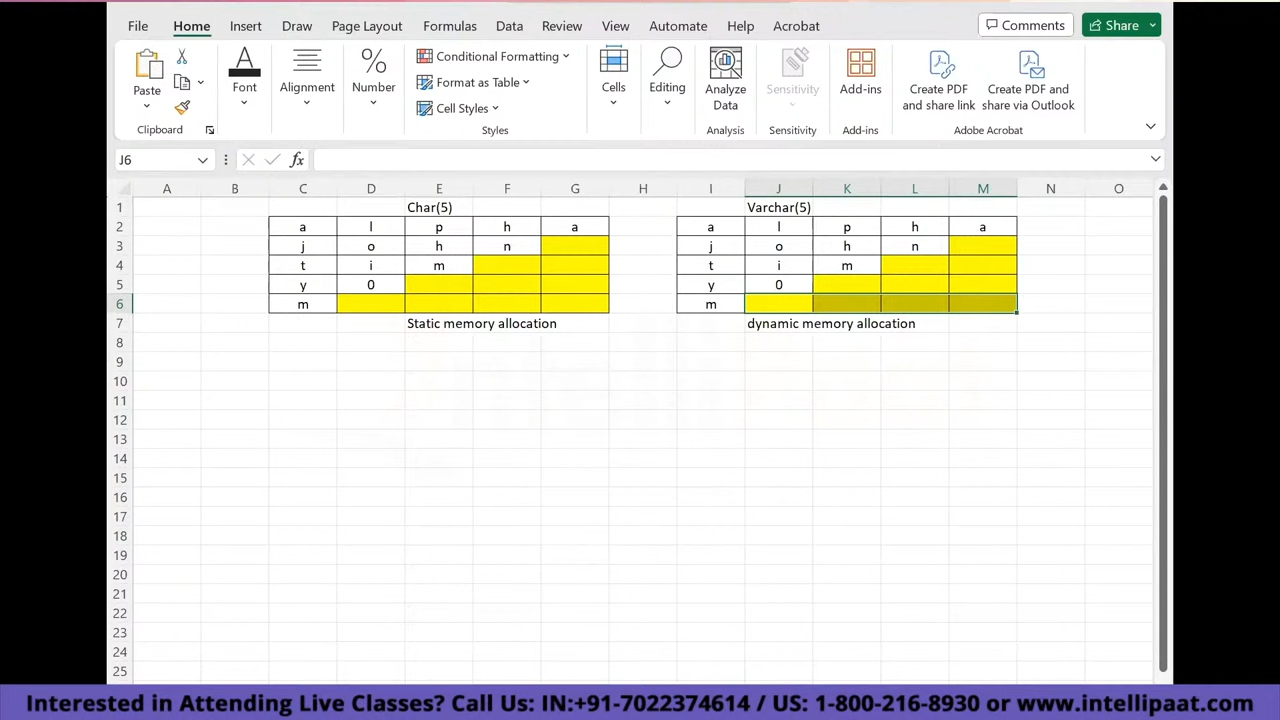 File Home Insert Draw Page Layout Formulas Data Review View Automate Help Acrobat Comments Share
Paste Font Alignment Number Conditional Formatting Format as Table Cell Styles Cells Editing Analyze Data Sensitivity Add-ins Create PDF and share link Create PDF and share via Outlook
Clipboard Styles Analysis Sensitivity Add-ins Adobe Acrobat
J6 fx
A B C D E F G H I J K L M N O
1 Char(5) Varchar(5)
2 a l p h a a l p h a
3 j o h n j o h n
4 t i m t i m
5 y 0 y 0
6 m m
7 Static memory allocation dynamic memory allocation
8
9
10
11
12
13
14
15
16
17
18
19
20
21
22
23
24
25
Interested in Attending Live Classes? Call Us: IN:+91-7022374614 / US: 1-800-216-8930 or www.intellipaat.com